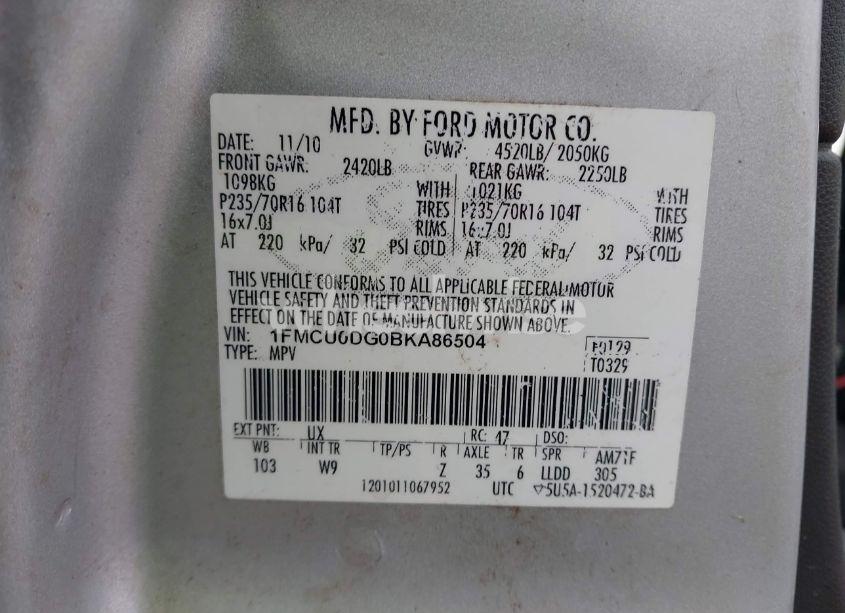 MFD. BY FORD MOTOR CO.
DATE: 11/10 GVWR: 4520LB/ 2050KG
FRONT GAWR: 2420LB REAR GAWR: 2250LB
1098KG WITH 1021KG WITH
P235/70R16 104T TIRES P235/70R16 104T TIRES
16x7.0J RIMS 16x7.0J RIMS
AT 220 kPa/ 32 PSI COLD AT 220 kPa/ 32 PSI COLD
THIS VEHICLE CONFORMS TO ALL APPLICABLE FEDERAL MOTOR
VEHICLE SAFETY AND THEFT PREVENTION STANDARDS IN
EFFECT ON THE DATE OF MANUFACTURE SHOWN ABOVE.
VIN: 1FMCU0DG0BKA86504
TYPE: MPV T0329
EXT PNT: UX RC: 47 DSO:
WB INT TR TP/PS R AXLE TR SPR AM71F
103 W9 Z 35 6 LLDD 305
1201011067952 UTC ▽5U5A-1520472-BA